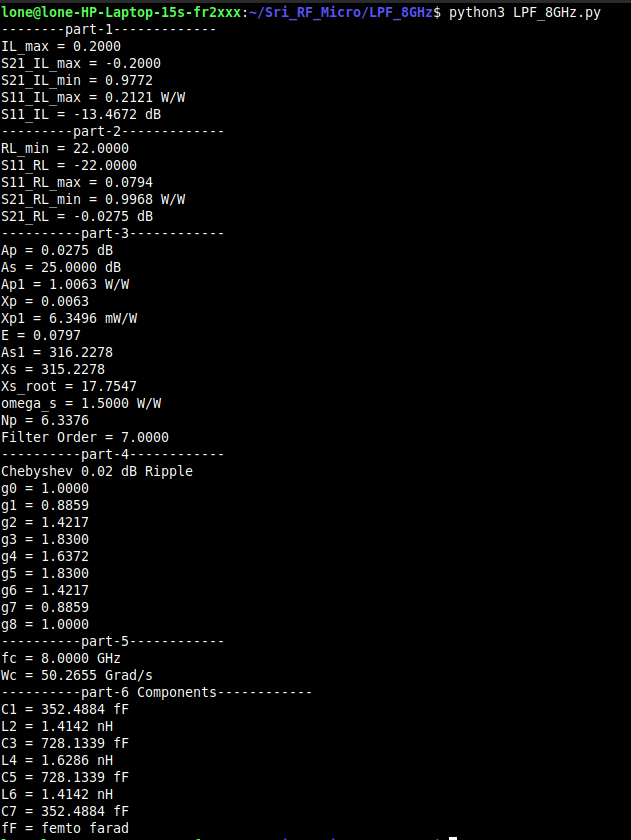 lone@lone-HP-Laptop-15s-fr2xxx:~/Sri_RF_Micro/LPF_8GHz$ python3 LPF_8GHz.py
--------part-1-------------
IL_max = 0.2000
S21_IL_max = -0.2000
S21_IL_min = 0.9772
S11_IL_max = 0.2121 W/W
S11_IL = -13.4672 dB
---------part-2-------------
RL_min = 22.0000
S11_RL = -22.0000
S11_RL_max = 0.0794
S21_RL_min = 0.9968 W/W
S21_RL = -0.0275 dB
----------part-3------------
Ap = 0.0275 dB
As = 25.0000 dB
Ap1 = 1.0063 W/W
Xp = 0.0063
Xp1 = 6.3496 mW/W
E = 0.0797
As1 = 316.2278
Xs = 315.2278
Xs_root = 17.7547
omega_s = 1.5000 W/W
Np = 6.3376
Filter Order = 7.0000
----------part-4------------
Chebyshev 0.02 dB Ripple
g0 = 1.0000
g1 = 0.8859
g2 = 1.4217
g3 = 1.8300
g4 = 1.6372
g5 = 1.8300
g6 = 1.4217
g7 = 0.8859
g8 = 1.0000
----------part-5------------
fc = 8.0000 GHz
Wc = 50.2655 Grad/s
----------part-6 Components------------
C1 = 352.4884 fF
L2 = 1.4142 nH
C3 = 728.1339 fF
L4 = 1.6286 nH
C5 = 728.1339 fF
L6 = 1.4142 nH
C7 = 352.4884 fF
fF = femto farad